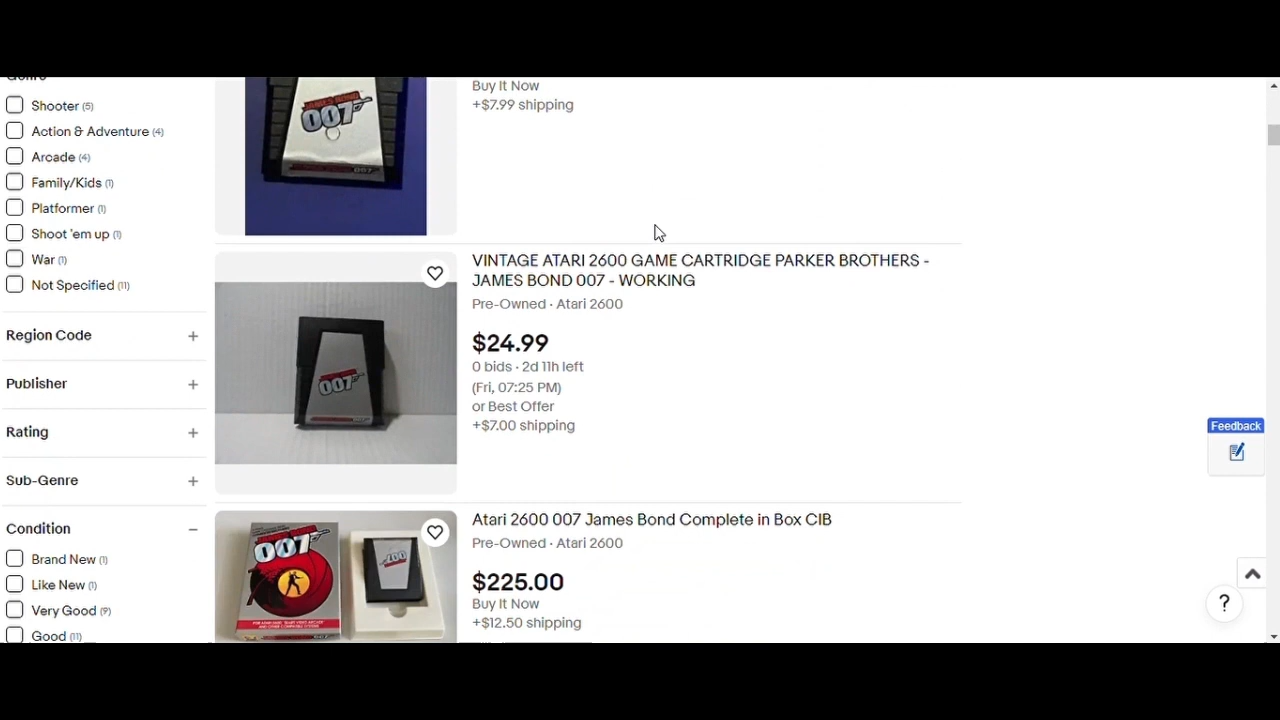 Buy It Now
+$7.99 shipping
Shooter (5)
Action & Adventure (4)
Arcade (4)
Family/Kids (1)
Platformer (1)
Shoot 'em up (1)
War (1)
Not Specified (11)
Region Code
Publisher
Rating
Sub-Genre
Condition
Brand New (1)
Like New (1)
Very Good (9)
Good (11)
JAMES BOND
007
VINTAGE ATARI 2600 GAME CARTRIDGE PARKER BROTHERS -
JAMES BOND 007 - WORKING
Pre-Owned · Atari 2600
$24.99
0 bids · 2d 11h left
(Fri, 07:25 PM)
or Best Offer
+$7.00 shipping
007
Atari 2600 007 James Bond Complete in Box CIB
Pre-Owned · Atari 2600
$225.00
Buy It Now
+$12.50 shipping
007
007
Feedback
?